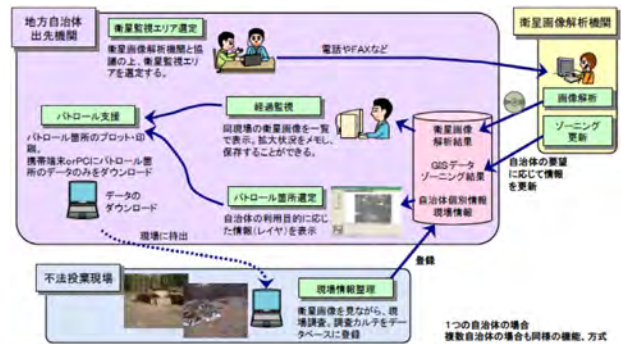 地方自治体
出先機関
衛星監視エリア選定
衛星画像解析機関と協
議の上、衛星監視エリ
アを選定する。
電話やFAXなど
衛星画像解析機関
画像解析
ゾーニング
更新
自治体の要望
に応じて情報
を更新
パトロール支援
パトロール箇所のプロット・印
刷。
携帯端末orPCにパトロール箇
所のデータのみをダウンロード
データの
ダウンロード
経過監視
同現場の衛星画像を一覧
で表示。拡大状況をメモし、
保存することができる。
パトロール箇所選定
自治体の利用目的に応じ
た情報(レイヤ)を表示
衛星画像
解析結果
GISデータ
ゾーニング結果
自治体個別情報
現場情報
現場に持出
登録
不法投棄現場
現場情報整理
衛星画像を見ながら、現
場調査。調査カルテをデー
タベースに登録
1つの自治体の場合
複数自治体の場合も同様の機能、方式